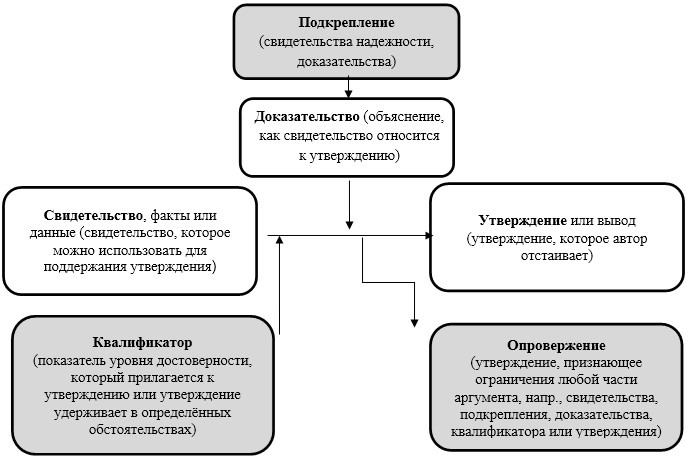 Подкрепление
(свидетельства надежности,
доказательства)
Доказательство (объяснение,
как свидетельство относится
к утверждению)
Свидетельство, факты или
данные (свидетельство, которое
можно использовать для
поддержания утверждения)
Утверждение или вывод
(утверждение, которое автор
отстаивает)
Квалификатор
(показатель уровня достоверности,
который прилагается к
утверждению или утверждение
удерживает в определённых
обстоятельствах)
Опровержение
(утверждение, признающее
ограничения любой части
аргумента, напр., свидетельства,
подкрепления, доказательства,
квалификатора или утверждения)